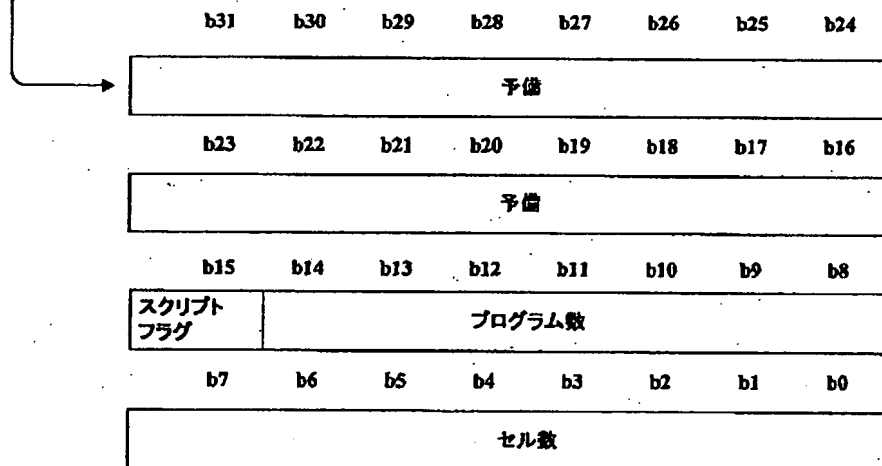 b31 b30 b29 b28 b27 b26 b25 b24
予備
b23 b22 b21 b20 b19 b18 b17 b16
予備
b15 b14 b13 b12 b11 b10 b9 b8
スクリプト
フラグ
プログラム数
b7 b6 b5 b4 b3 b2 b1 b0
セル数